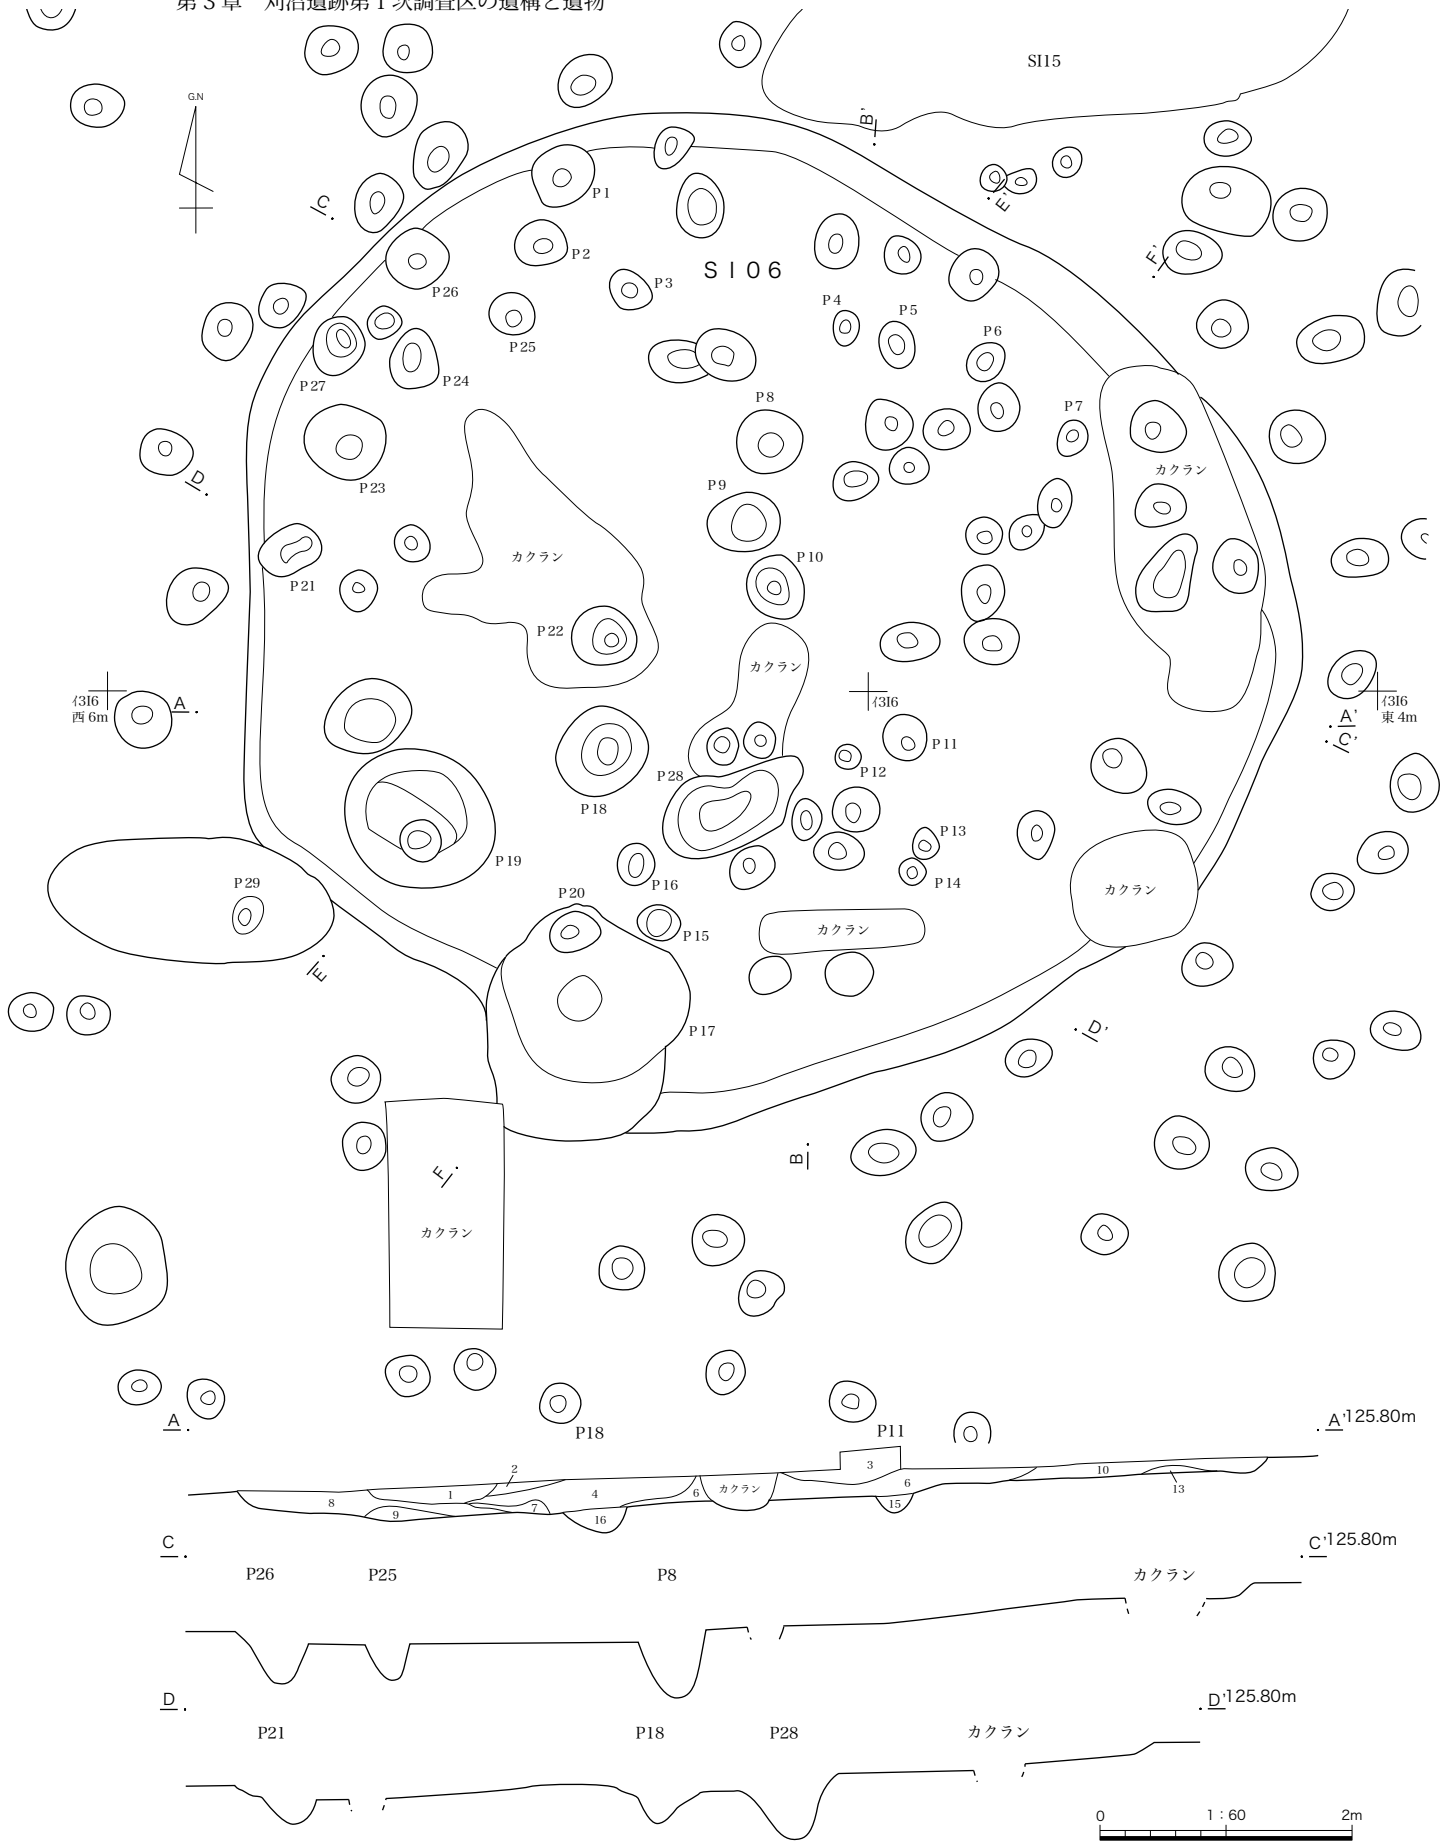 第 3 章　刈沼遺跡第 1 次調査区の遺構と遺物
SI15
G.N
B'
C
E'
F'
P1
P2
P26
P3
SI06
P4
P5
P25
P6
P27
P24
P8
P7
カクラン
D
P23
P9
カクラン
P10
P21
P22
カクラン
ｲ3I6
西 6m
A
ｲ3I6
ｲ3I6
東 4m
A'
C'
P11
P28
P12
P18
P13
P19
P16
P14
P29
P20
カクラン
カクラン
P15
E
P17
D'
B
F
カクラン
A
P18
P11
A' 125.80m
2
3
1
4
6
カクラン
6
10
8
7
13
9
16
15
C
C' 125.80m
P26
P25
P8
カクラン
D
D' 125.80m
P21
P18
P28
カクラン
0
1：60
2m